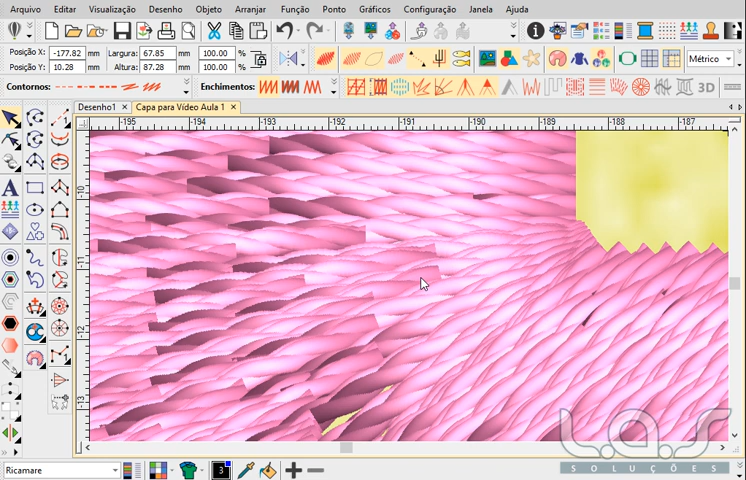 Arquivo Editar Visualização Desenho Objeto Arranjar Função Ponto Gráficos Configuração Janela Ajuda
Posição X: -177.82 mm Largura: 67.85 mm 100.00 %
Posição Y: 10.28 mm Altura: 87.28 mm 100.00 %
Métrico
Contornos: Enchimentos: 3D
Desenho1 × Capa para Vídeo Aula 1 ×
-195 -194 -193 -192 -191 -190 -189 -188 -187
-10
-11
-12
-13
A
L.A.S
SOLUÇÕES
Ricamare 3